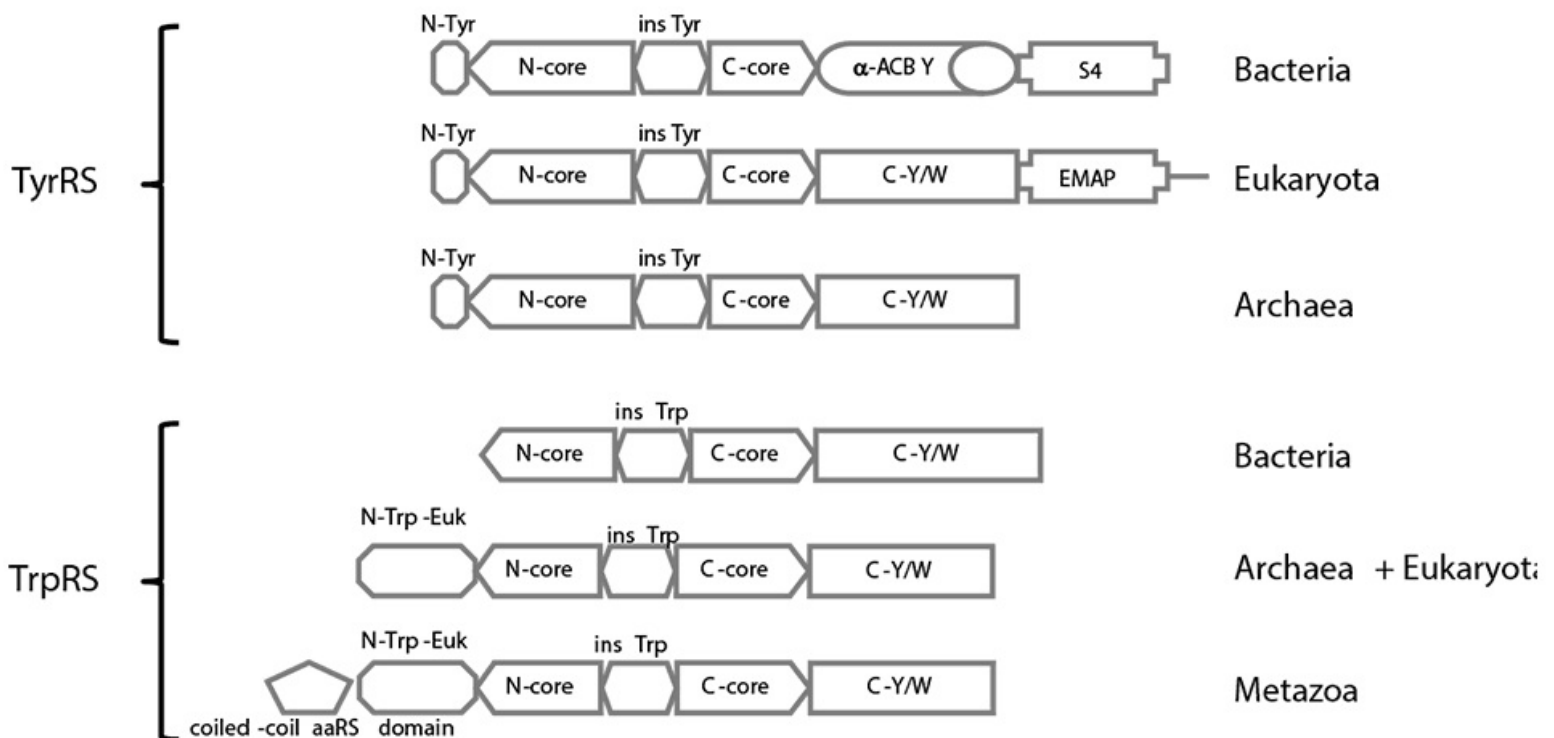 N-Tyr ins Tyr
N-core C-core α-ACB Y S4 Bacteria
N-Tyr ins Tyr
TyrRS N-core C-core C-Y/W EMAP Eukaryota
N-Tyr ins Tyr
N-core C-core C-Y/W Archaea
ins Trp
N-core C-core C-Y/W Bacteria
N-Trp -Euk ins Trp
TrpRS N-core C-core C-Y/W Archaea + Eukaryota
N-Trp -Euk ins Trp
N-core C-core C-Y/W Metazoa
coiled -coil aaRS domain